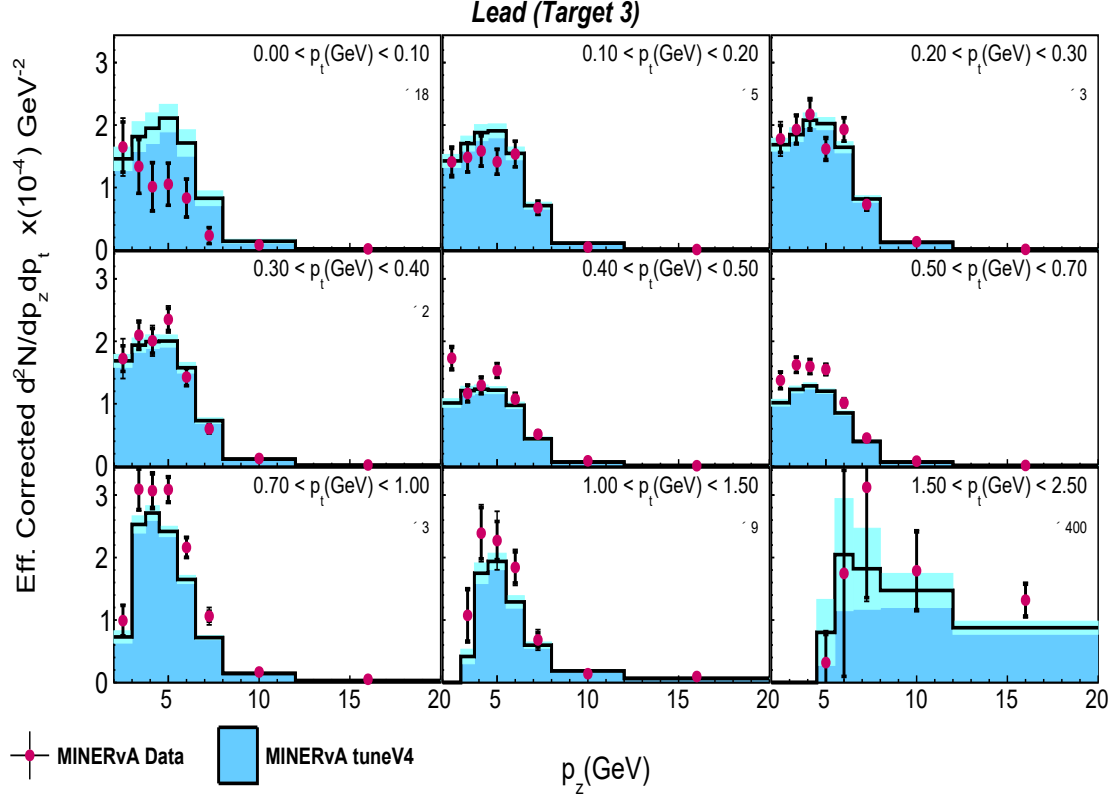 Lead (Target 3)
Eff. Corrected d²N/dp_z dp_t x(10⁻⁴) GeV⁻²
0.00 < p_t(GeV) < 0.10
´ 18
0.10 < p_t(GeV) < 0.20
´ 5
0.20 < p_t(GeV) < 0.30
´ 3
3
2
1
0
0.30 < p_t(GeV) < 0.40
´ 2
0.40 < p_t(GeV) < 0.50
0.50 < p_t(GeV) < 0.70
3
2
1
0
0.70 < p_t(GeV) < 1.00
´ 3
1.00 < p_t(GeV) < 1.50
´ 9
1.50 < p_t(GeV) < 2.50
´ 400
3
2
1
0
5 10 15 20 5 10 15 20 5 10 15 20
p_z(GeV)
MINERvA Data
MINERvA tuneV4